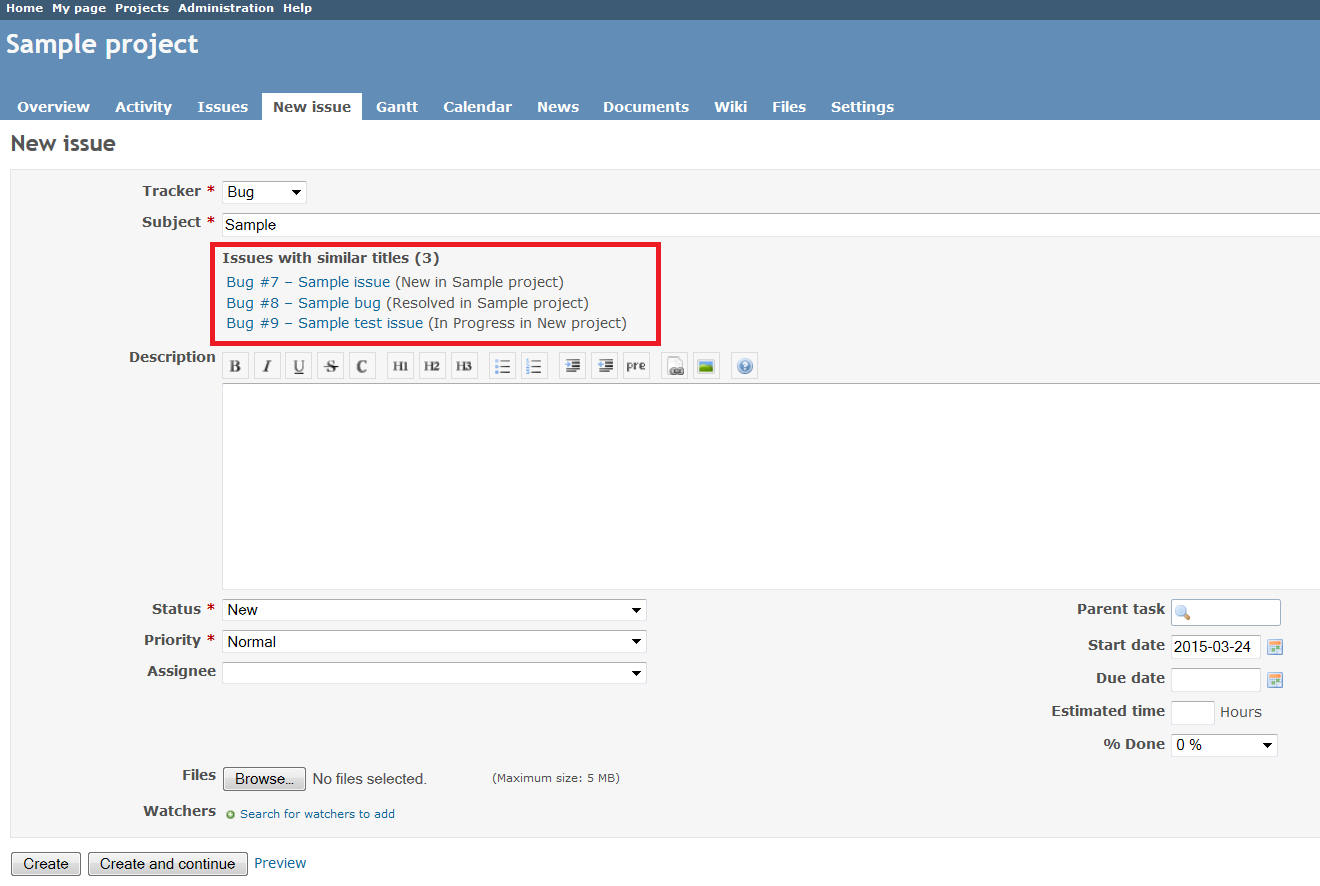 Home My page Projects Administration Help
Sample project
Overview Activity Issues New issue Gantt Calendar News Documents Wiki Files Settings
New issue
Tracker * Bug
Subject * Sample
Issues with similar titles (3)
Bug #7 – Sample issue (New in Sample project)
Bug #8 – Sample bug (Resolved in Sample project)
Bug #9 – Sample test issue (In Progress in New project)
Description B I U S C H1 H2 H3 pre
Status * New
Priority * Normal
Assignee
Parent task
Start date 2015-03-24
Due date
Estimated time Hours
% Done 0 %
Files Browse... No files selected. (Maximum size: 5 MB)
Watchers Search for watchers to add
Create Create and continue Preview